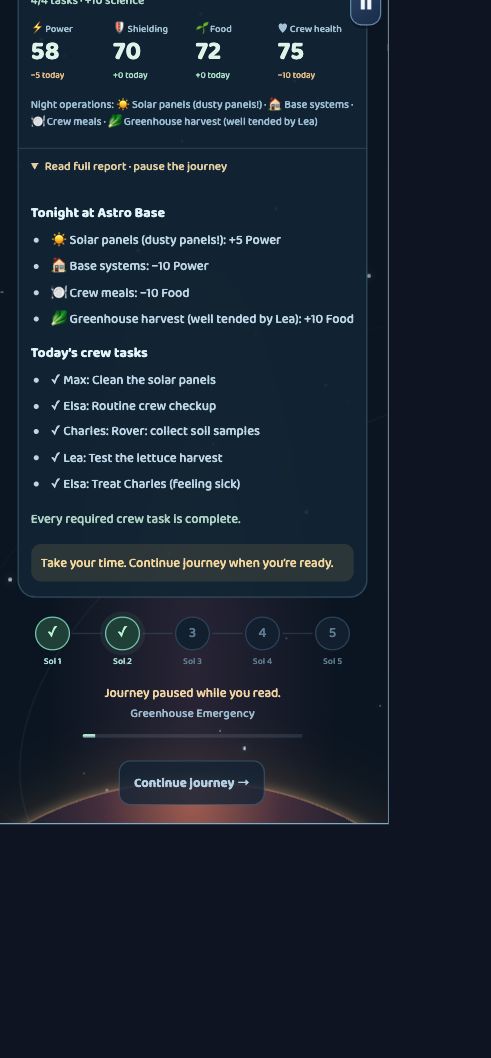 4/4 tasks · +10 science
⚡ Power 🛡️ Shielding 🌱 Food 🩵 Crew health
58 70 72 75
−5 today +0 today +0 today −10 today
Night operations: ☀️ Solar panels (dusty panels!) · 🏠 Base systems ·
🍽️ Crew meals · 🥬 Greenhouse harvest (well tended by Lea)
▼ Read full report · pause the journey
Tonight at Astro Base
• ☀️ Solar panels (dusty panels!): +5 Power
• 🏠 Base systems: −10 Power
• 🍽️ Crew meals: −10 Food
• 🥬 Greenhouse harvest (well tended by Lea): +10 Food
Today's crew tasks
• ✓ Max: Clean the solar panels
• ✓ Elsa: Routine crew checkup
• ✓ Charles: Rover: collect soil samples
• ✓ Lea: Test the lettuce harvest
• ✓ Elsa: Treat Charles (feeling sick)
Every required crew task is complete.
Take your time. Continue journey when you're ready.
✓ ✓ 3 4 5
Sol 1 Sol 2 Sol 3 Sol 4 Sol 5
Journey paused while you read.
Greenhouse Emergency
Continue journey →